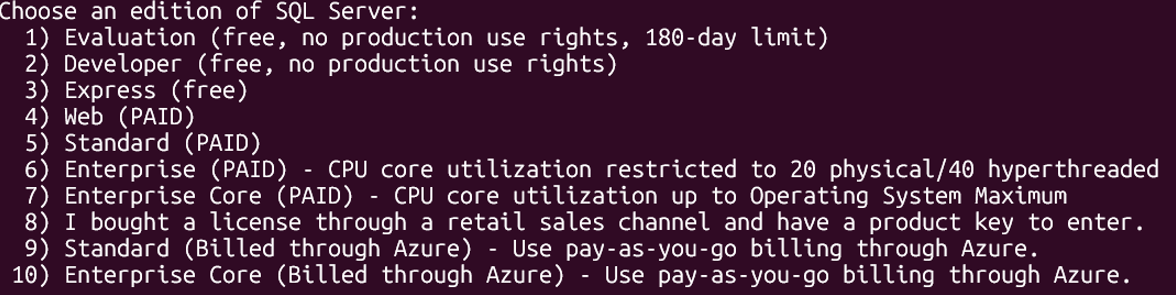 Choose an edition of SQL Server:
  1) Evaluation (free, no production use rights, 180-day limit)
  2) Developer (free, no production use rights)
  3) Express (free)
  4) Web (PAID)
  5) Standard (PAID)
  6) Enterprise (PAID) - CPU core utilization restricted to 20 physical/40 hyperthreaded
  7) Enterprise Core (PAID) - CPU core utilization up to Operating System Maximum
  8) I bought a license through a retail sales channel and have a product key to enter.
  9) Standard (Billed through Azure) - Use pay-as-you-go billing through Azure.
 10) Enterprise Core (Billed through Azure) - Use pay-as-you-go billing through Azure.